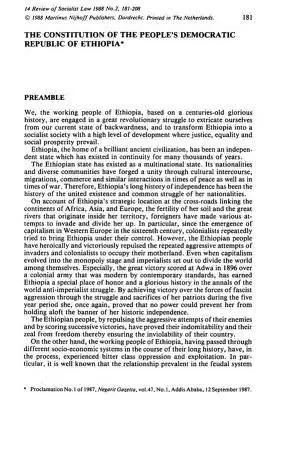 14 Review of Socialist Law 1988 No.2, 181-208
© 1988 Martinus Nijhoff Publishers, Dordrecht. Printed in The Netherlands. 181
THE CONSTITUTION OF THE PEOPLE'S DEMOCRATIC
REPUBLIC OF ETHIOPIA*
PREAMBLE
We, the working people of Ethiopia, based on a centuries-old glorious
history, are engaged in a great revolutionary struggle to extricate ourselves
from our current state of backwardness, and to transform Ethiopia into a
socialist society with a high level of development where justice, equality and
social prosperity prevail.
Ethiopia, the home of a brilliant ancient civilization, has been an indepen-
dent state which has existed in continuity for many thousands of years.
The Ethiopian state has existed as a multinational state. Its nationalities
and diverse communities have forged a unity through cultural intercourse,
migrations, commerce and similar interactions in times of peace as well as in
times of war. Therefore, Ethiopia's long history of independence has been the
history of the united existence and common struggle of her nationalities.
On account of Ethiopia's strategic location at the cross-roads linking the
continents of Africa, Asia, and Europe, the fertility of her soil and the great
rivers that originate inside her territory, foreigners have made various at-
tempts to invade and divide her up. In particular, since the emergence of
capitalism in Western Europe in the sixteenth century, colonialists repeatedly
tried to bring Ethiopia under their control. However, the Ethiopian people
have heroically and victoriously repulsed the repeated aggressive attempts of
invaders and colonialists to occupy their motherland. Even when capitalism
evolved into the monopoly stage and imperialists set out to divide the world
among themselves. Especially, the great victory scored at Adwa in 1896 over
a colonial army that was modern by contemporary standards, has earned
Ethiopia a special place of honor and a glorious history in the annals of the
world anti-imperialist struggle. By achieving victory over the forces of fascist
aggression through the struggle and sacrifices of her patriots during the five
year period she, once again, proved that no power could prevent her from
holding aloft the banner of her historic independence.
The Ethiopian people, by repulsing the aggressive attempts of their enemies
and by scoring successive victories, have proved their indomitability and their
zeal from freedom thereby ensuring the inviolability of their country.
On the other hand, the working people of Ethiopia, having passed through
different socio-economic systems in the course of their long history, have, in
the process, experienced bitter class oppression and exploitation. In par-
ticular, it is well known that the relationship prevalent in the feudal system
* Proclamation No.1 of 1987, Negarit Gazeta, vol.47, No.1, Addis Ababa, 12 September 1987.